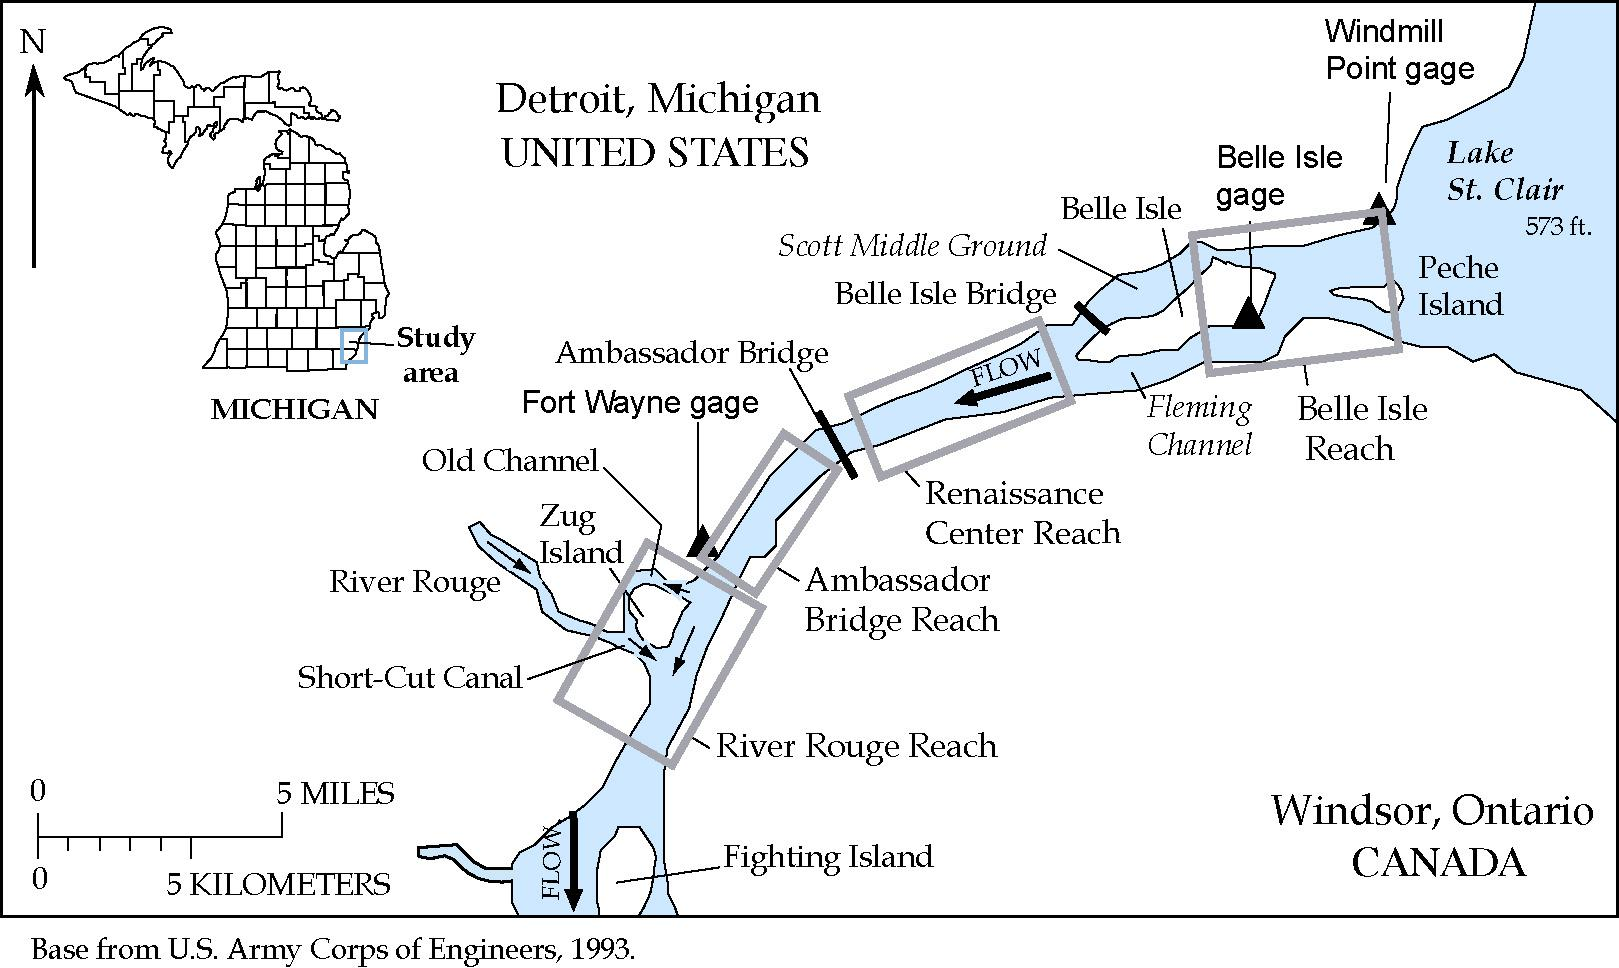 N
Detroit, Michigan
UNITED STATES
Windmill
Point gage
Lake
St. Clair
573 ft.
Belle Isle
gage
Belle Isle
Scott Middle Ground
Belle Isle Bridge
Peche
Island
Study
area
MICHIGAN
Ambassador Bridge
FLOW
Fort Wayne gage
Fleming
Channel
Belle Isle
Reach
Old Channel
Renaissance
Center Reach
Zug
Island
River Rouge
Ambassador
Bridge Reach
Short-Cut Canal
River Rouge Reach
0
5 MILES
0
5 KILOMETERS
FLOW
Fighting Island
Windsor, Ontario
CANADA
Base from U.S. Army Corps of Engineers, 1993.